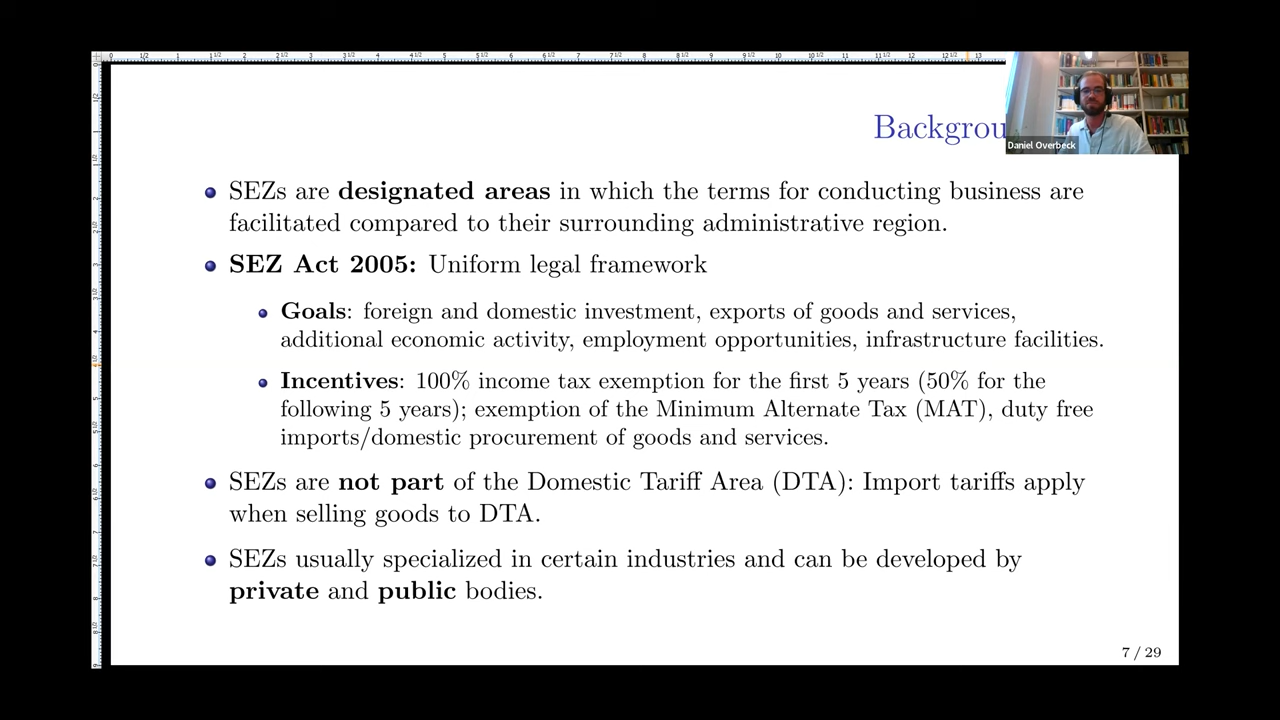 Backgrou
Daniel Overbeck
SEZs are designated areas in which the terms for conducting business are
facilitated compared to their surrounding administrative region.
SEZ Act 2005: Uniform legal framework
Goals: foreign and domestic investment, exports of goods and services,
additional economic activity, employment opportunities, infrastructure facilities.
Incentives: 100% income tax exemption for the first 5 years (50% for the
following 5 years); exemption of the Minimum Alternate Tax (MAT), duty free
imports/domestic procurement of goods and services.
SEZs are not part of the Domestic Tariff Area (DTA): Import tariffs apply
when selling goods to DTA.
SEZs usually specialized in certain industries and can be developed by
private and public bodies.
7 / 29